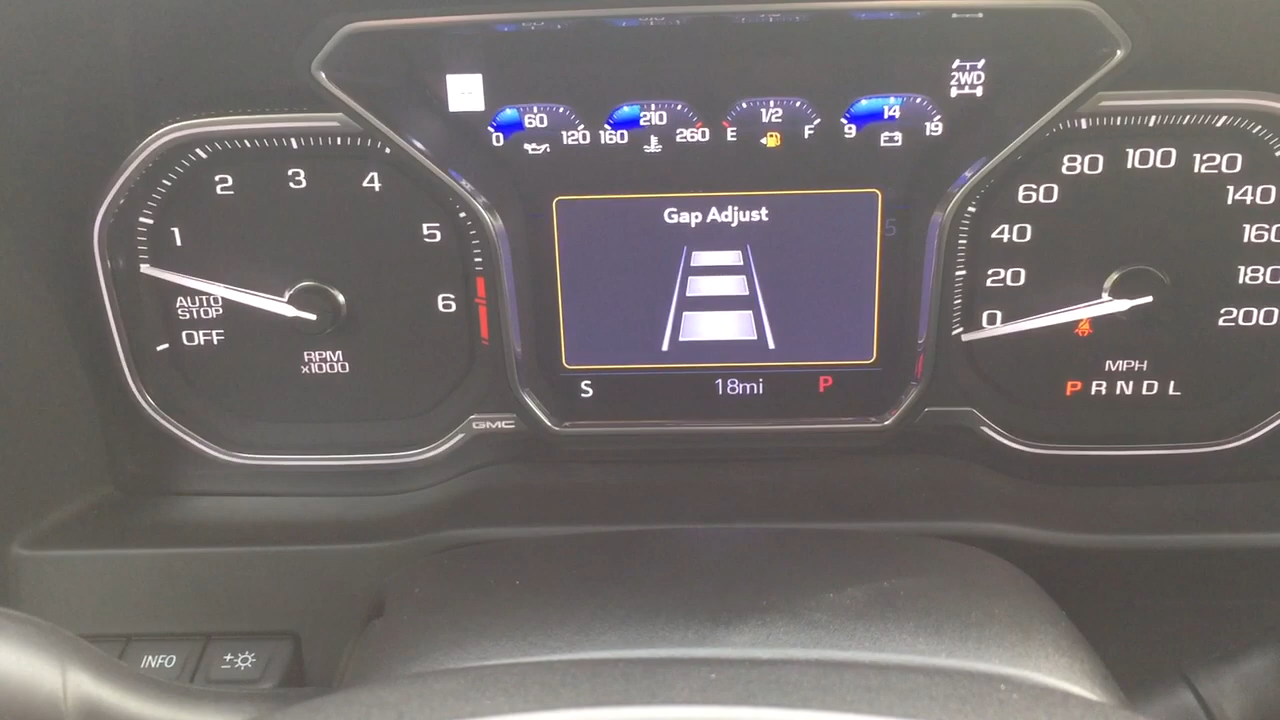 2WD
60
0 120
210
160 260
1/2
E F
14
9 19
1 2 3 4 5 6
AUTO
STOP
OFF
RPM
x1000
GMC
Gap Adjust
S 18mi P
0 20 40 60 80 100 120 140 160 180 200
MPH
P R N D L
INFO